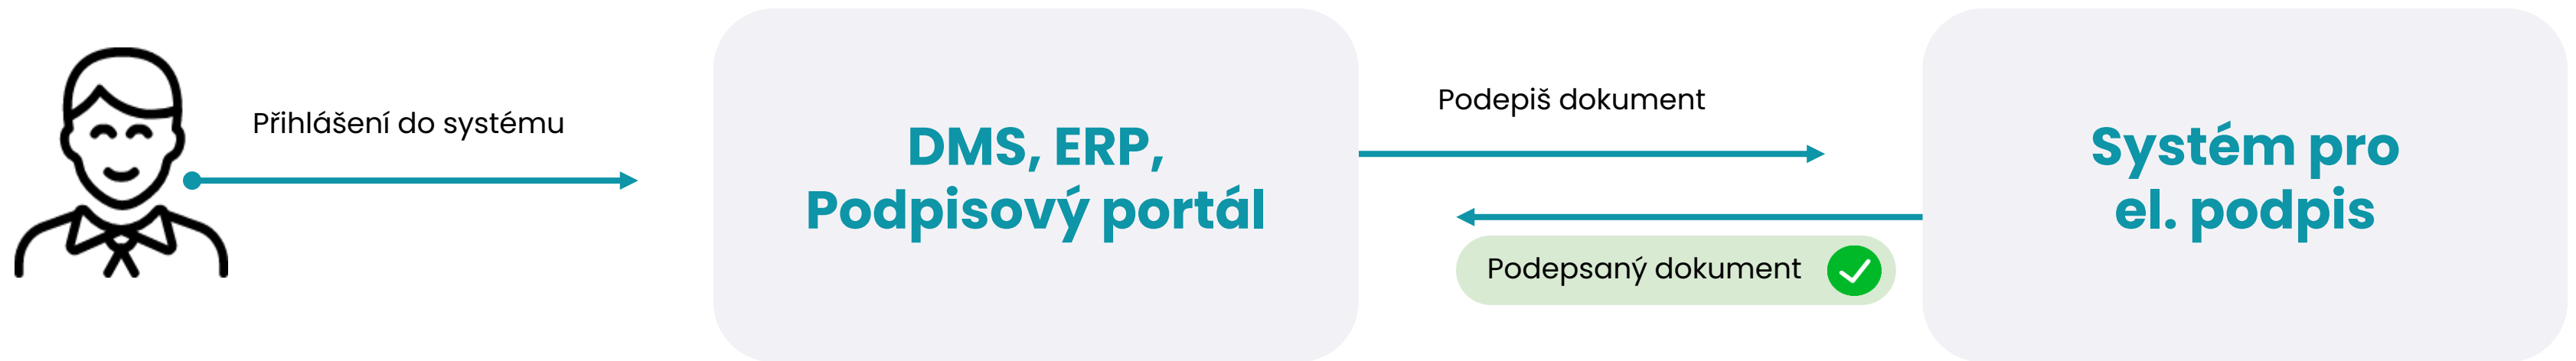 Přihlášení do systému
DMS, ERP,
Podpisový portál
Podepiš dokument
Podepsaný dokument
Systém pro
el. podpis